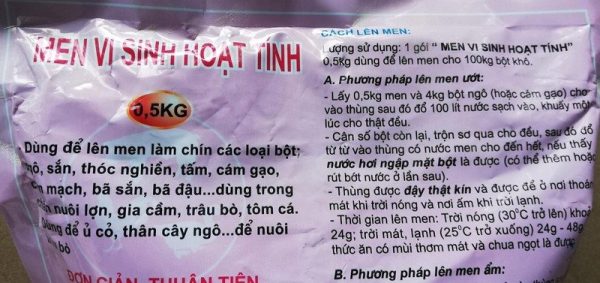 MEN VI SINH HOẠT TÍNH
0,5KG
Dùng để lên men làm chín các loại bột;
ngô, sắn, thóc nghiền, tấm, cám gạo,
mạch, bã sắn, bã đậu...dùng trong
nuôi lợn, gia cầm, trâu bò, tôm cá.
để ủ cỏ, thân cây ngô...để nuôi
bò
ĐƠN GIẢN, THUẬN TIỆN
CÁCH LÊN MEN:
Lượng sử dụng: 1 gói “ MEN VI SINH HOẠT TÍNH”
0,5Kg dùng để lên men cho 100kg bột khô.
A. Phương pháp lên men ướt:
- Lấy 0,5kg men và 4kg bột ngô (hoặc cám gạo) cho
vào thùng sau đó đổ 100 lít nước sạch vào, khuấy một
lúc cho thật đều.
- Cân số bột còn lại, trộn sơ qua cho đều, sau đó đổ
từ từ vào thùng có nước men cho đến hết, nếu thấy
nước hơi ngập mặt bột là được (có thể thêm hoặc
rút bớt nước ở lần sau).
- Thùng được đậy thật kín và được để ở nơi thoán
mát khi trời nóng và nơi ấm khi trời lạnh.
- Thời gian lên men: Trời nóng (30°C trở lên) khoả
24g; trời mát, lạnh (25°C trở xuống) 24g - 48g
thức ăn có mùi thơm mát và chua ngọt là được
B. Phương pháp lên men ẩm: